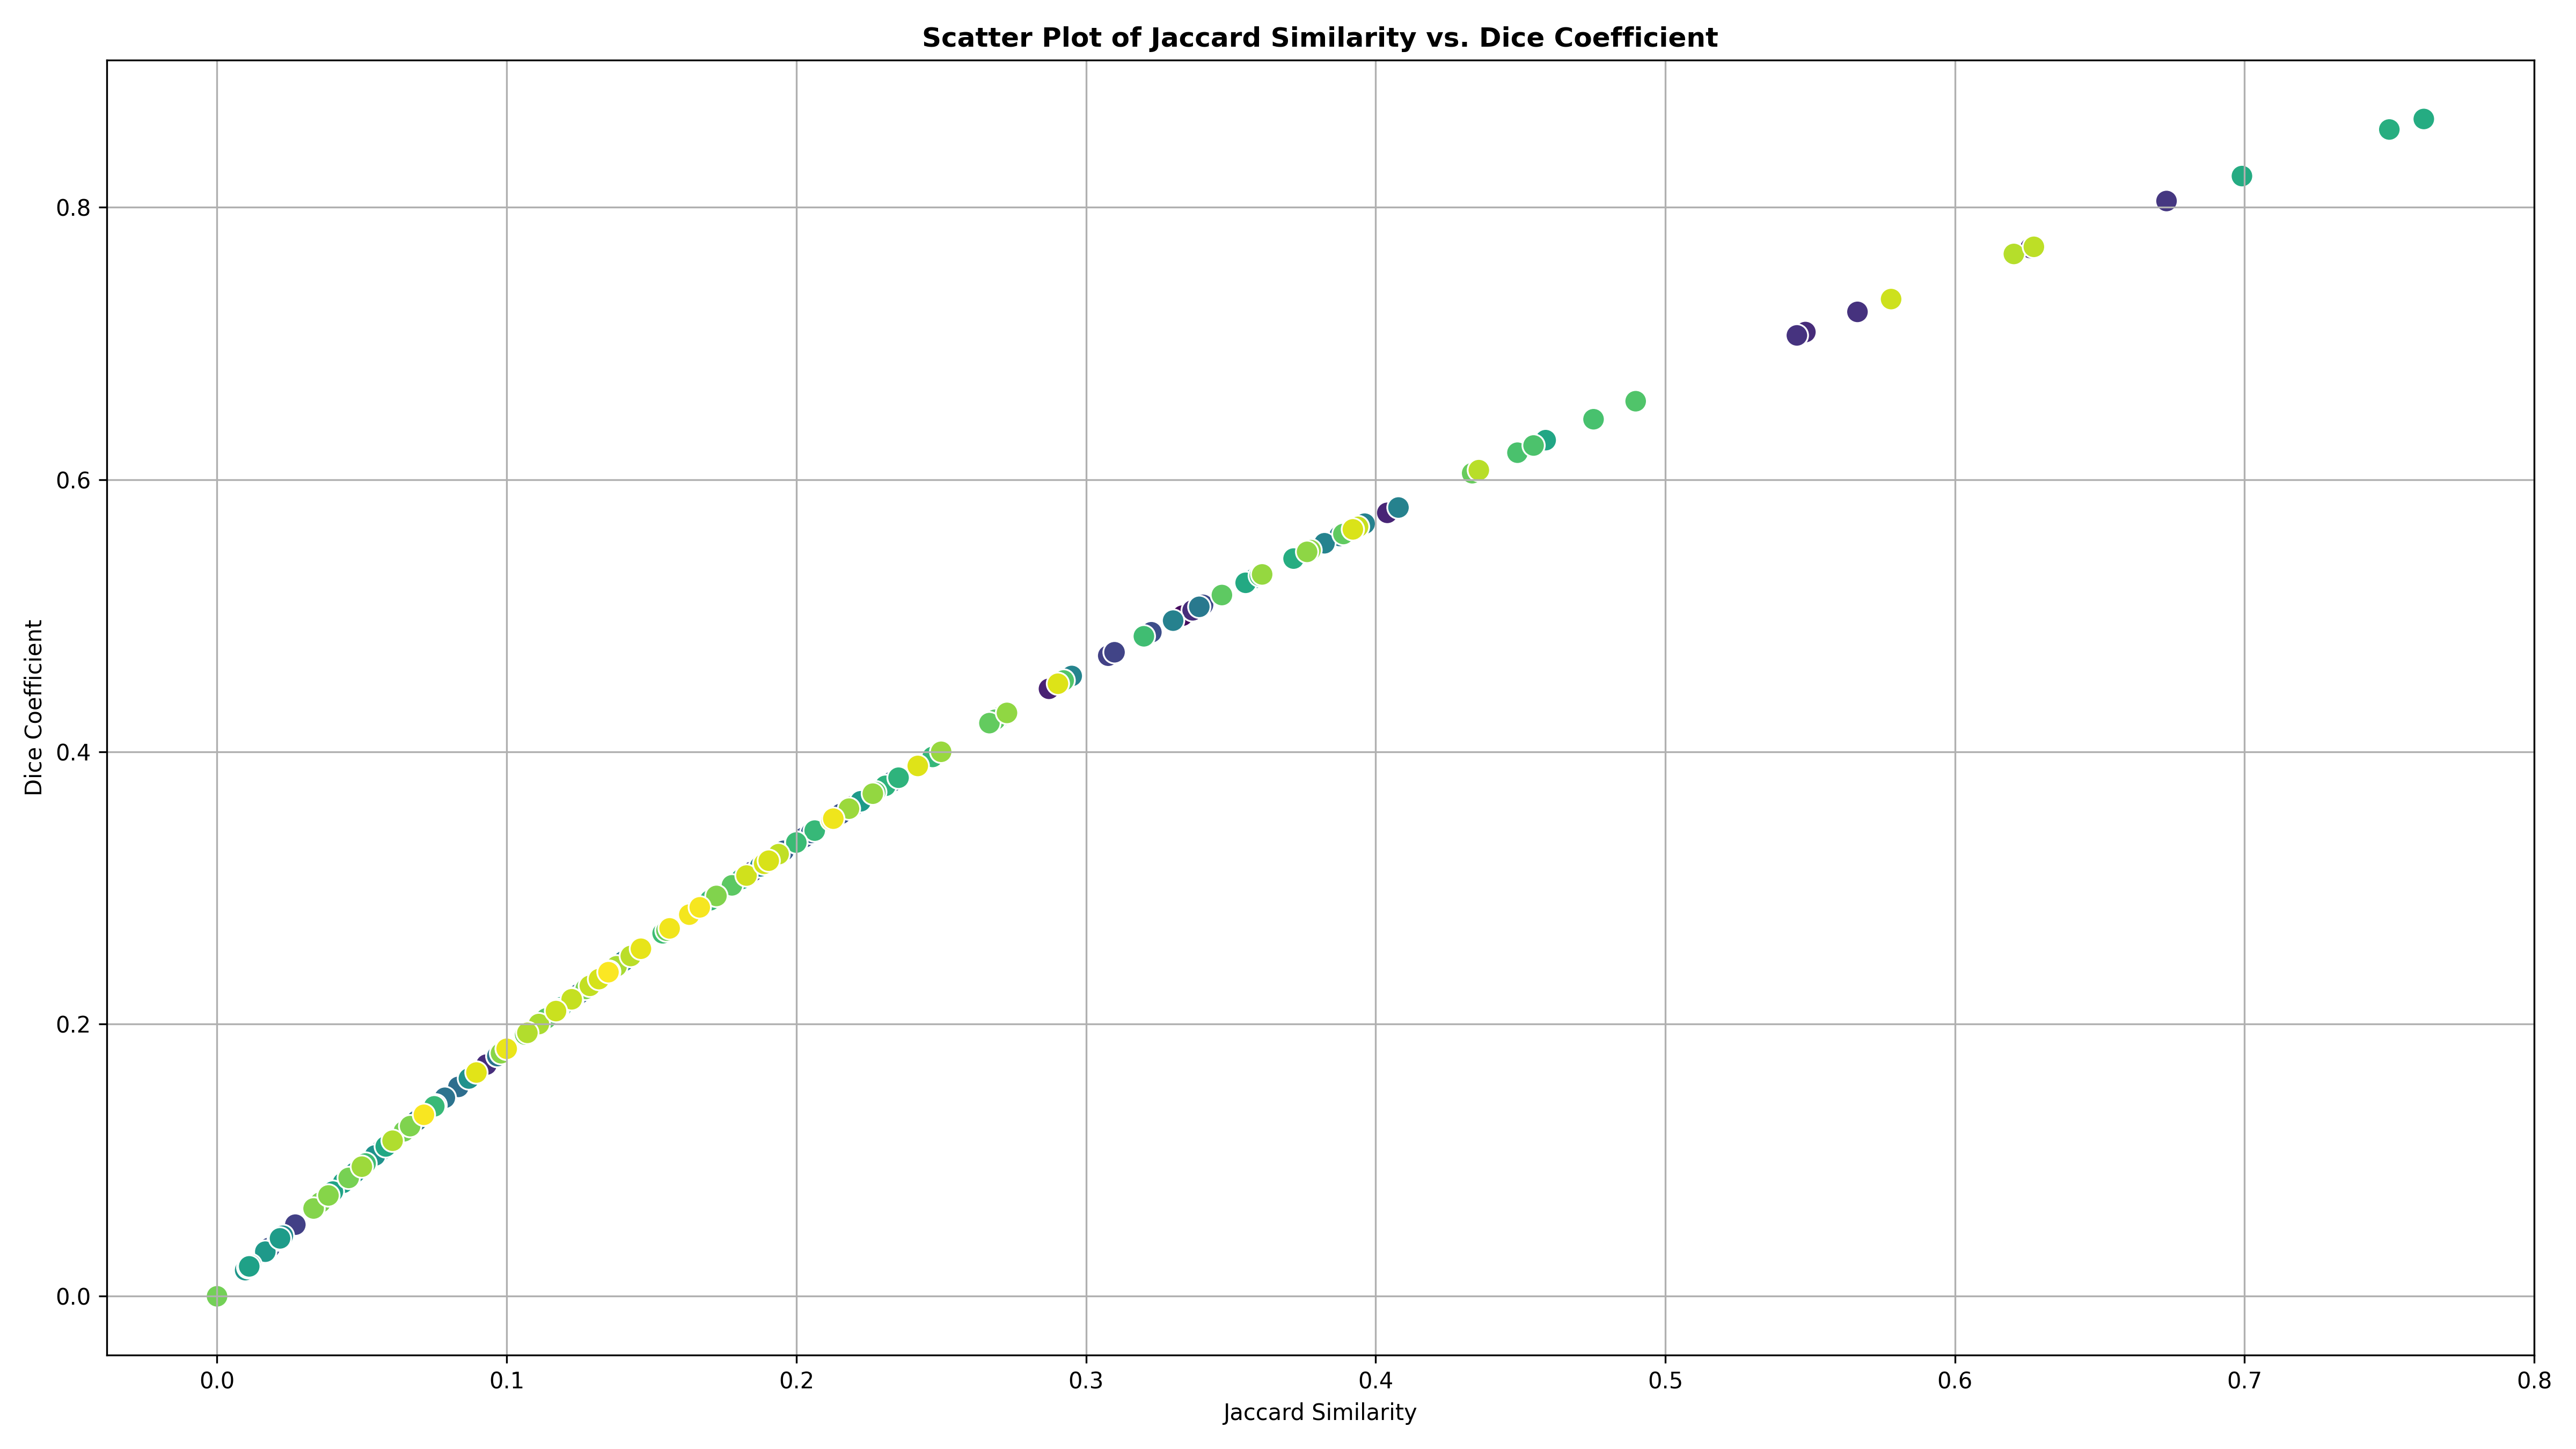 Scatter Plot of Jaccard Similarity vs. Dice Coefficient
Dice Coefficient
0.8
0.6
0.4
0.2
0.0
0.0 0.1 0.2 0.3 0.4 0.5 0.6 0.7 0.8
Jaccard Similarity